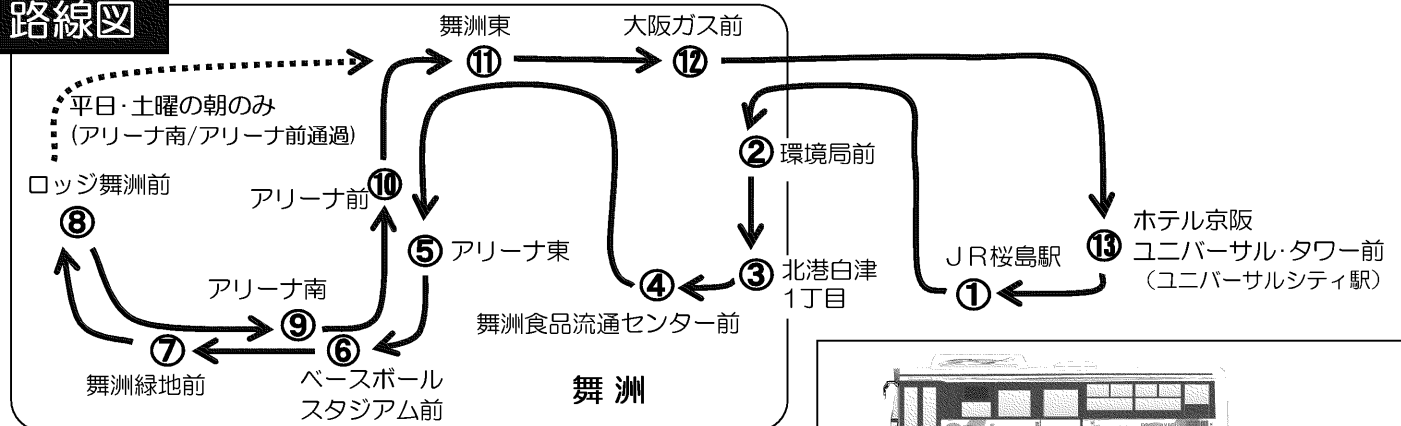 路線図
舞洲東
⑪
大阪ガス前
⑫
平日・土曜の朝のみ
(アリーナ南/アリーナ前通過)
② 環境局前
ロッジ舞洲前
⑧
アリーナ前⑩
⑤ アリーナ東
③ 北港白津
1丁目
④
舞洲食品流通センター前
JR桜島駅
①
⑬ ホテル京阪
ユニバーサル・タワー前
(ユニバーサルシティ駅)
アリーナ南
⑨
⑦
舞洲緑地前
⑥
ベースボール
スタジアム前
舞洲